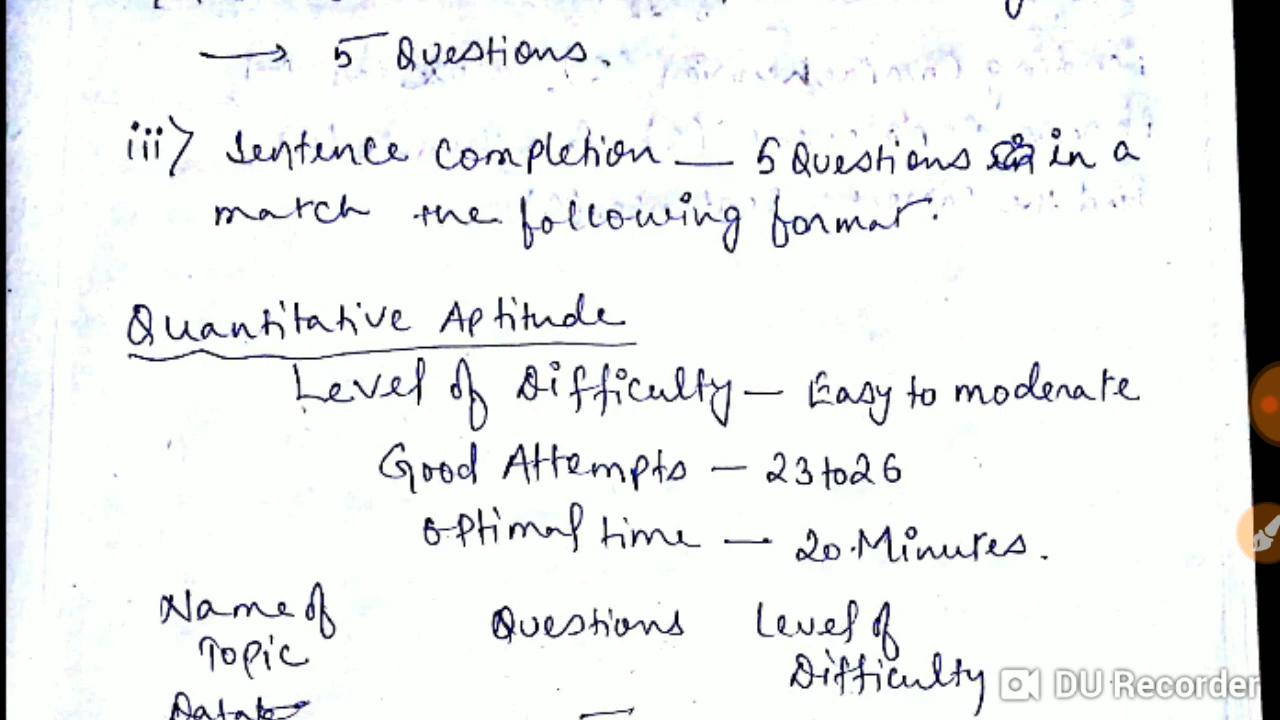 → 5 Questions.
iii) Sentence completion — 5 Questions in a
match the following format.
Quantitative Aptitude
Level of Difficulty — Easy to moderate
Good Attempts — 23 to 26
Optimal time — 20 Minutes.
Name of Questions Level of
Topic Difficulty
DU Recorder